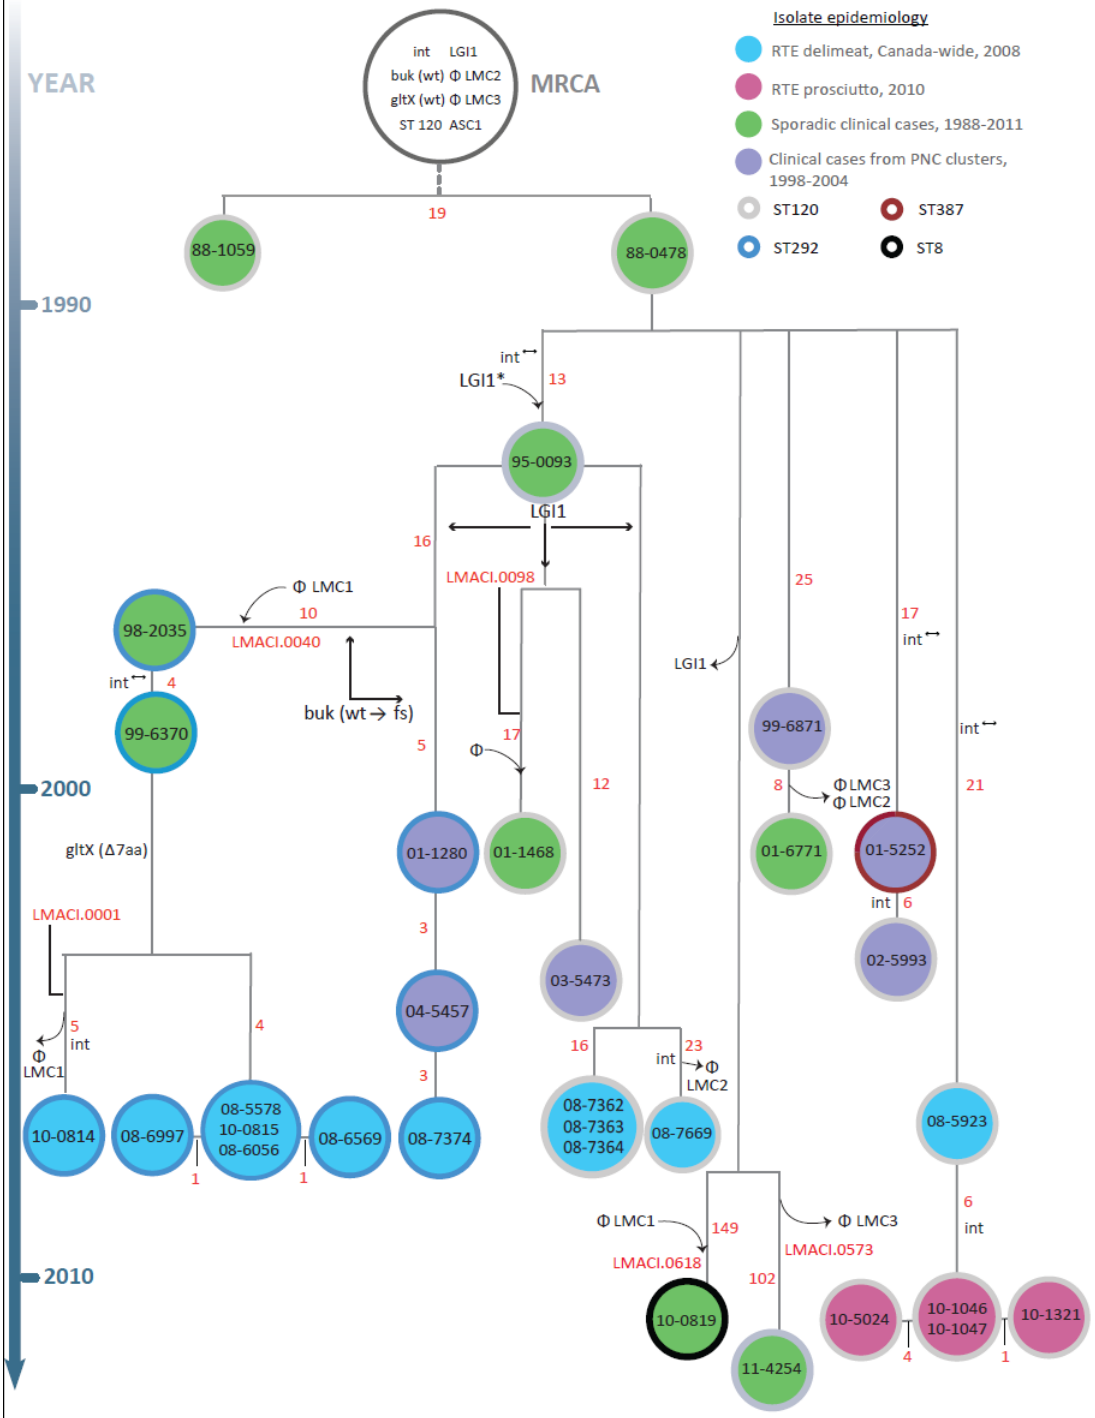 Isolate epidemiology
RTE delimeat, Canada-wide, 2008
RTE prosciutto, 2010
Sporadic clinical cases, 1988-2011
Clinical cases from PNC clusters,
1998-2004
ST120
ST387
ST292
ST8
YEAR
int LGI1
buk (wt) Φ LMC2
gltX (wt) Φ LMC3
ST 120 ASC1
MRCA
19
88-1059
88-0478
1990
int ↔
LGI1*
13
95-0093
LGI1
16
LMACI.0098
25
17
int ↔
Φ LMC1
10
LMACI.0040
98-2035
int ↔
4
buk (wt → fs)
LGI1
99-6370
5
17
Φ
12
99-6871
8
Φ LMC3
Φ LMC2
int ↔
21
2000
gltX (Δ7aa)
01-1280
01-1468
01-6771
01-5252
int
6
LMACI.0001
3
02-5993
03-5473
04-5457
5
int
Φ
LMC1
4
3
16
23
int
Φ
LMC2
10-0814
08-6997
08-5578
10-0815
08-6056
08-6569
08-7374
08-7362
08-7363
08-7364
08-7669
08-5923
1
1
6
int
Φ LMC1
149
LMACI.0618
Φ LMC3
LMACI.0573
102
2010
10-0819
11-4254
10-5024
10-1046
10-1047
10-1321
4
1